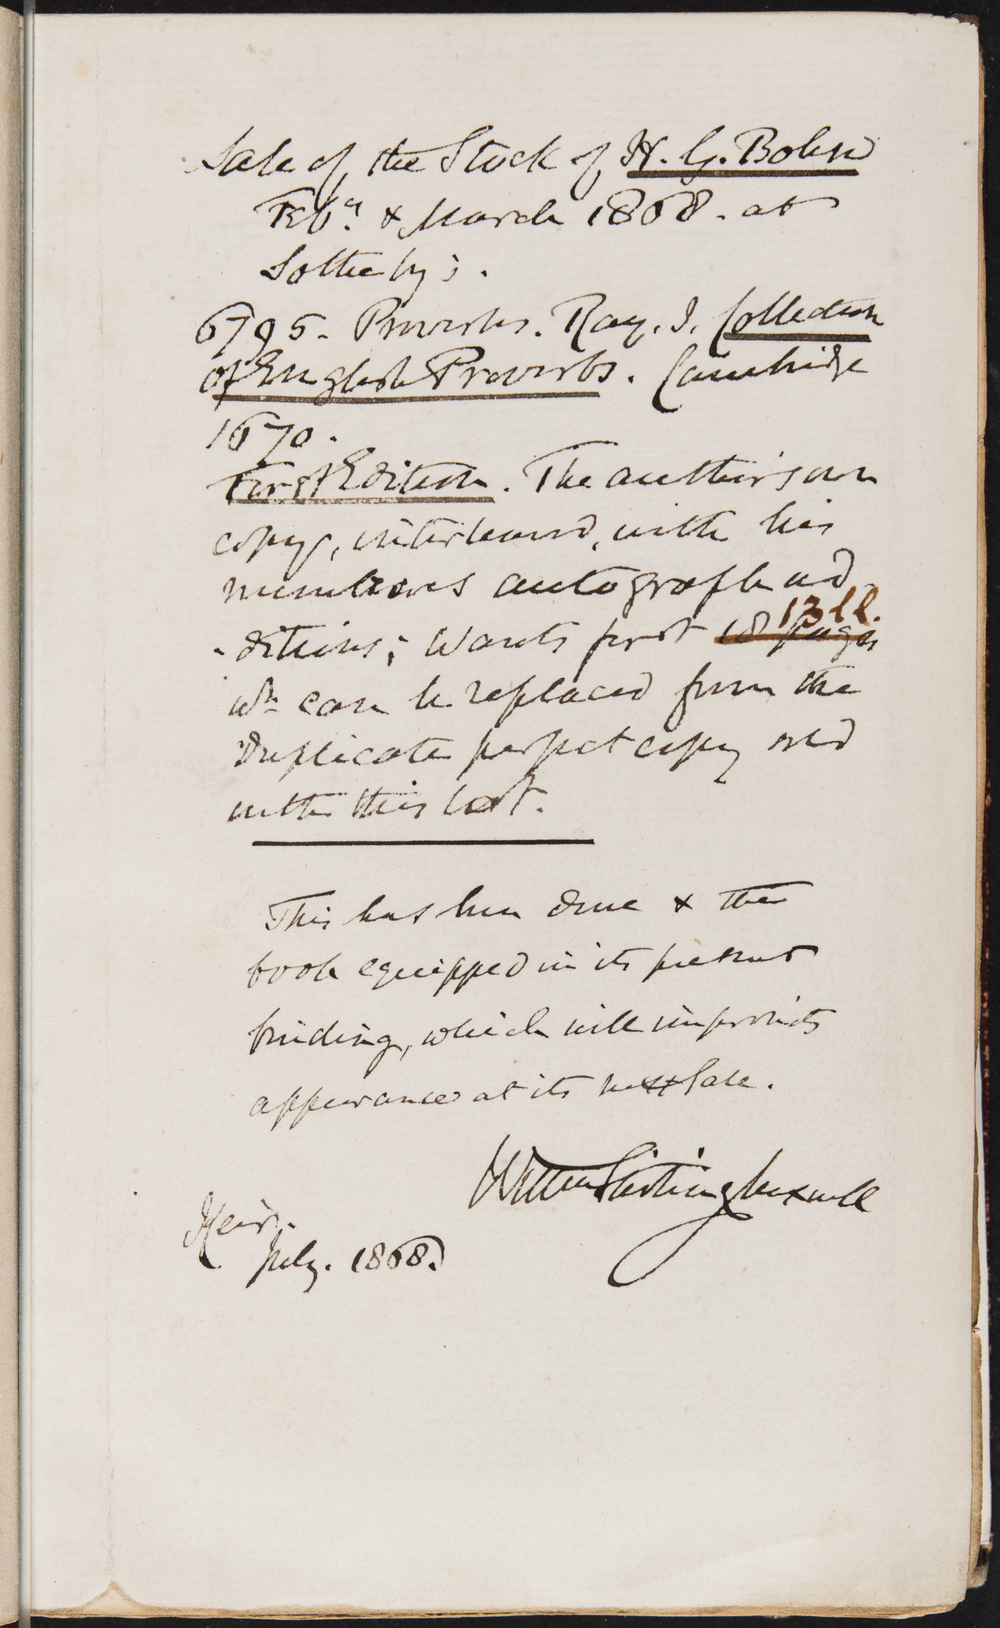 Sale of the Stock of H. G. Bohn
Feby. & March 1868. at
Sotheby's.
6795. Proverbs. Ray. J. Collection
of English Proverbs. Cambridge
1670.
First Edition. The author's own
copy, interleaved, with his
numerous autograph ad-
-ditions; wants first 18 pages 13 ll.
wh can be replaced from the
Duplicate perfect copy sold
with this lot.
This has been done & the
book equipped in its present
binding, which will improve its
appearance at its next sale.
William Stirling Maxwell
Keir.
July. 1868.